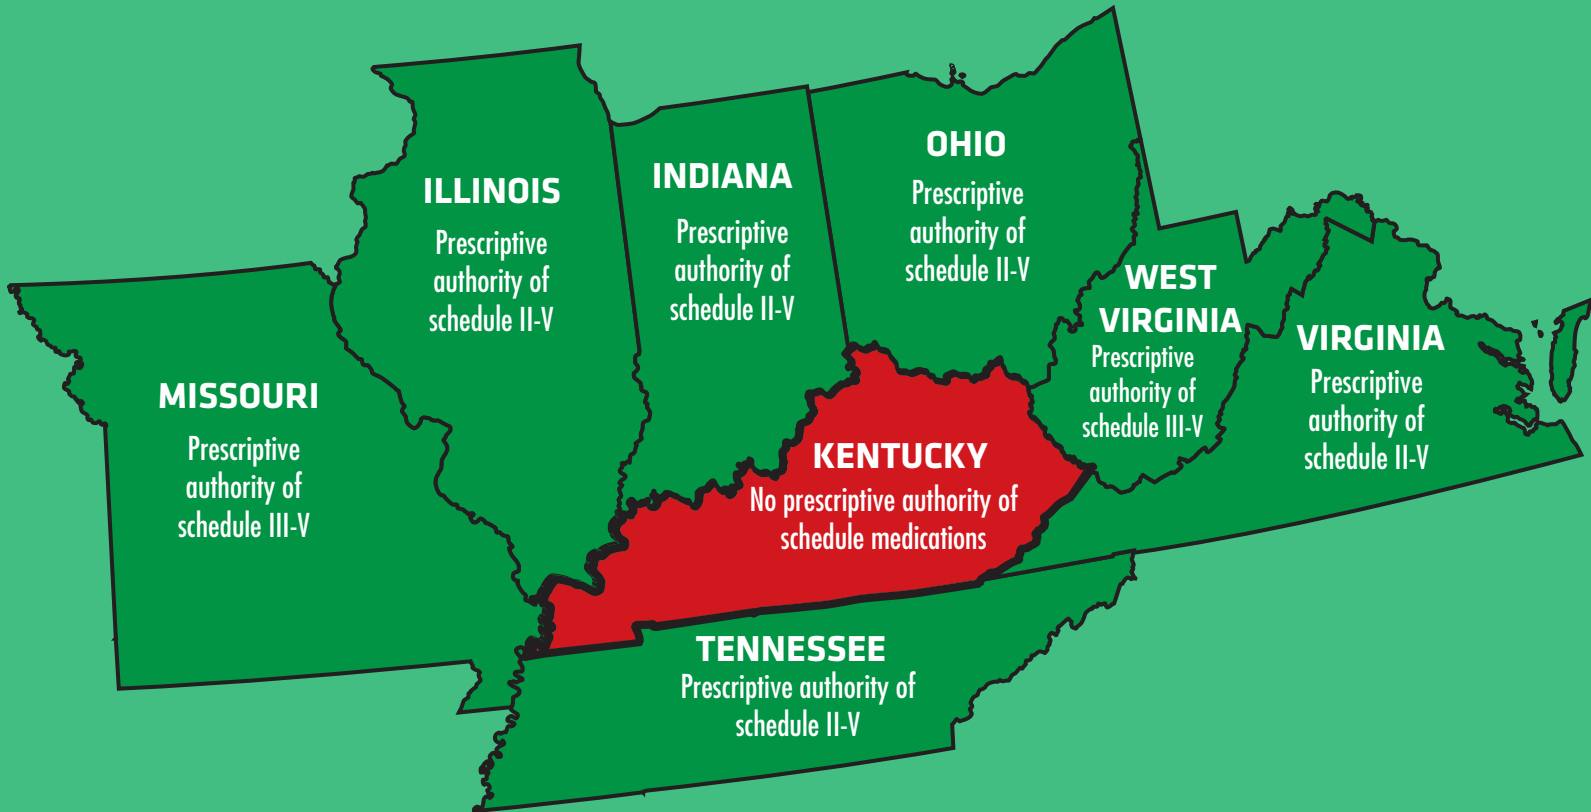 OHIO
Prescriptive
authority of
schedule II-V
INDIANA
Prescriptive
authority of
schedule II-V
ILLINOIS
Prescriptive
authority of
schedule II-V
WEST
VIRGINIA
Prescriptive
authority of
schedule III-V
VIRGINIA
Prescriptive
authority of
schedule II-V
MISSOURI
Prescriptive
authority of
schedule III-V
KENTUCKY
No prescriptive authority of
schedule medications
TENNESSEE
Prescriptive authority of
schedule II-V